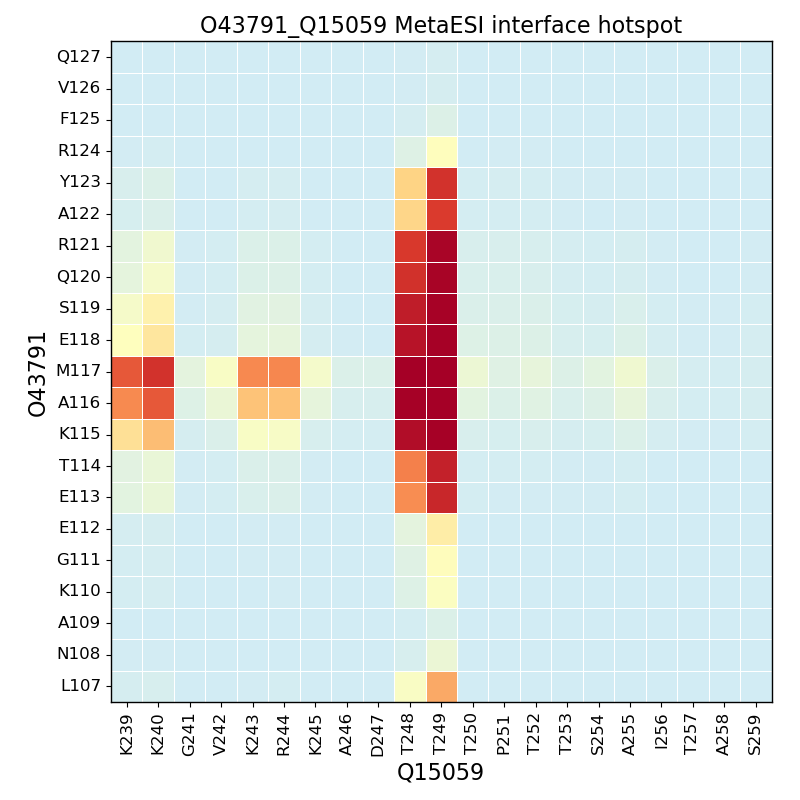 O43791_Q15059 MetaESI interface hotspot
Q127
V126
F125
R124
Y123
A122
R121
Q120
S119
E118
M117
A116
K115
T114
E113
E112
G111
K110
A109
N108
L107
O43791
K239
K240
G241
V242
K243
R244
K245
A246
D247
T248
T249
T250
P251
T252
T253
S254
A255
I256
T257
A258
S259
Q15059